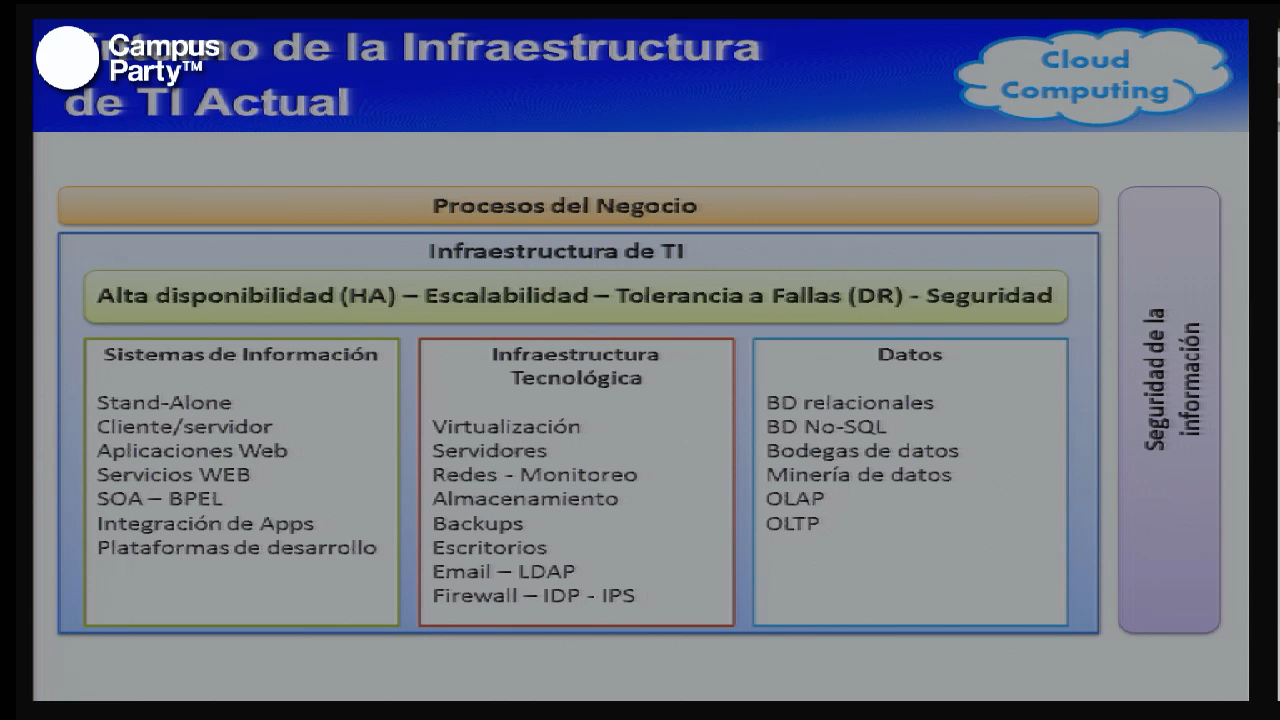 Campus
Party™
de la Infraestructura
de TI Actual
Cloud
Computing
Procesos del Negocio
Infraestructura de TI
Alta disponibilidad (HA) – Escalabilidad – Tolerancia a Fallas (DR) - Seguridad
Sistemas de Información
Stand-Alone
Cliente/servidor
Aplicaciones Web
Servicios WEB
SOA – BPEL
Integración de Apps
Plataformas de desarrollo
Infraestructura
Tecnológica
Virtualización
Servidores
Redes - Monitoreo
Almacenamiento
Backups
Escritorios
Email – LDAP
Firewall – IDP - IPS
Datos
BD relacionales
BD No-SQL
Bodegas de datos
Minería de datos
OLAP
OLTP
Seguridad de la
información